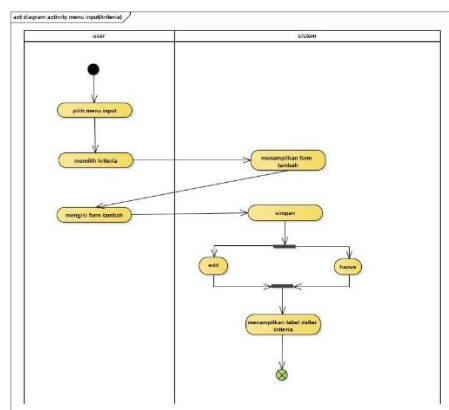 act diagram activity menu input(kriteria)
user
sistem
pilih menu input
memilih kriteria
menampilkan form
tambah
mengisi form tambah
simpan
edit
hapus
menampilkan tabel daftar
kriteria